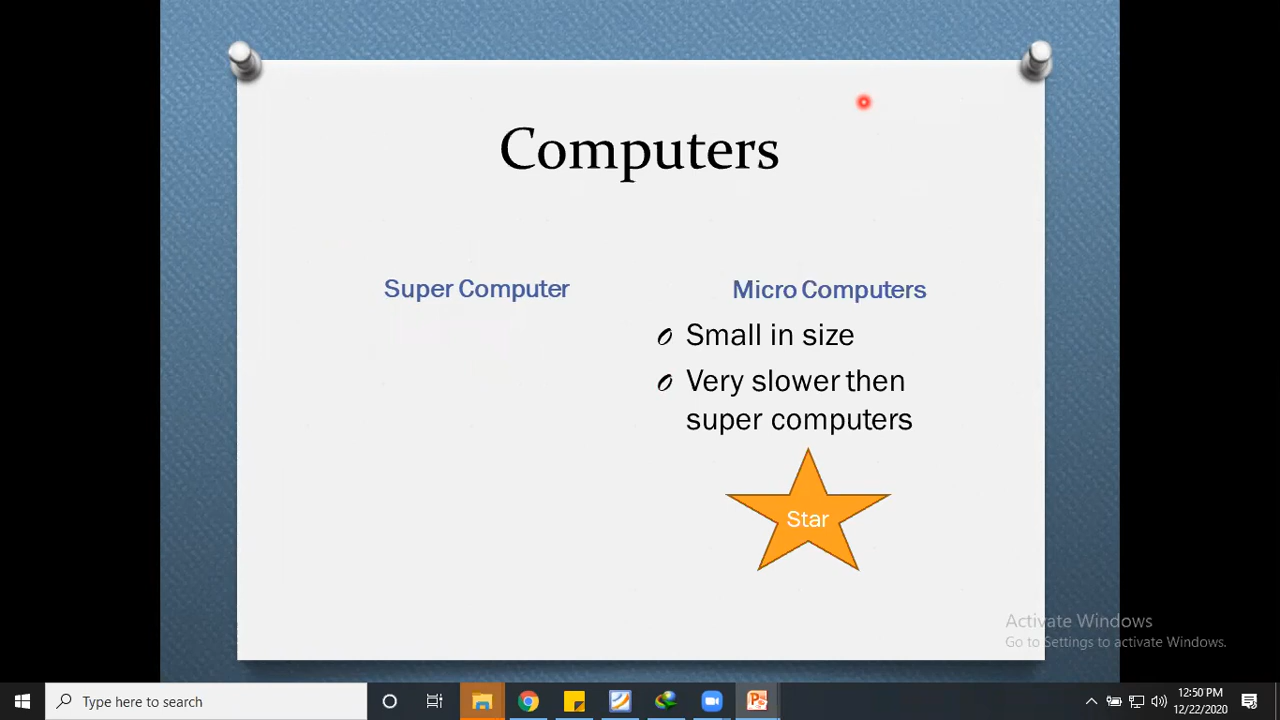 Computers
Super Computer
Micro Computers
Small in size
Very slower then
super computers
Star
Activate Windows
Go to Settings to activate Windows.
Type here to search
12:50 PM
12/22/2020